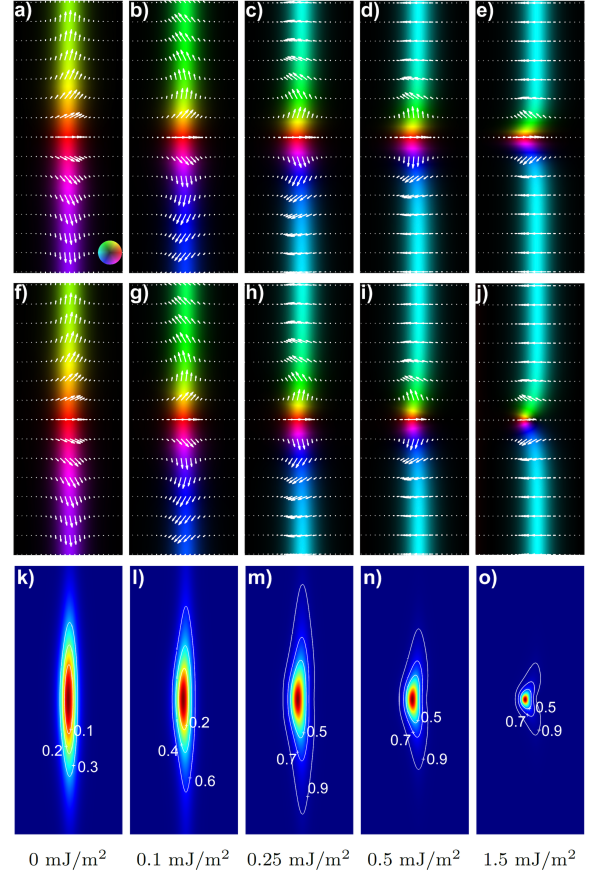 a) b) c) d) e)
f) g) h) i) j)
k) l) m) n) o)
0.1 0.2 0.5 0.5 0.5
0.2 0.4 0.7 0.7 0.7 0.9
0.3 0.6 0.9 0.9
0 mJ/m² 0.1 mJ/m² 0.25 mJ/m² 0.5 mJ/m² 1.5 mJ/m²